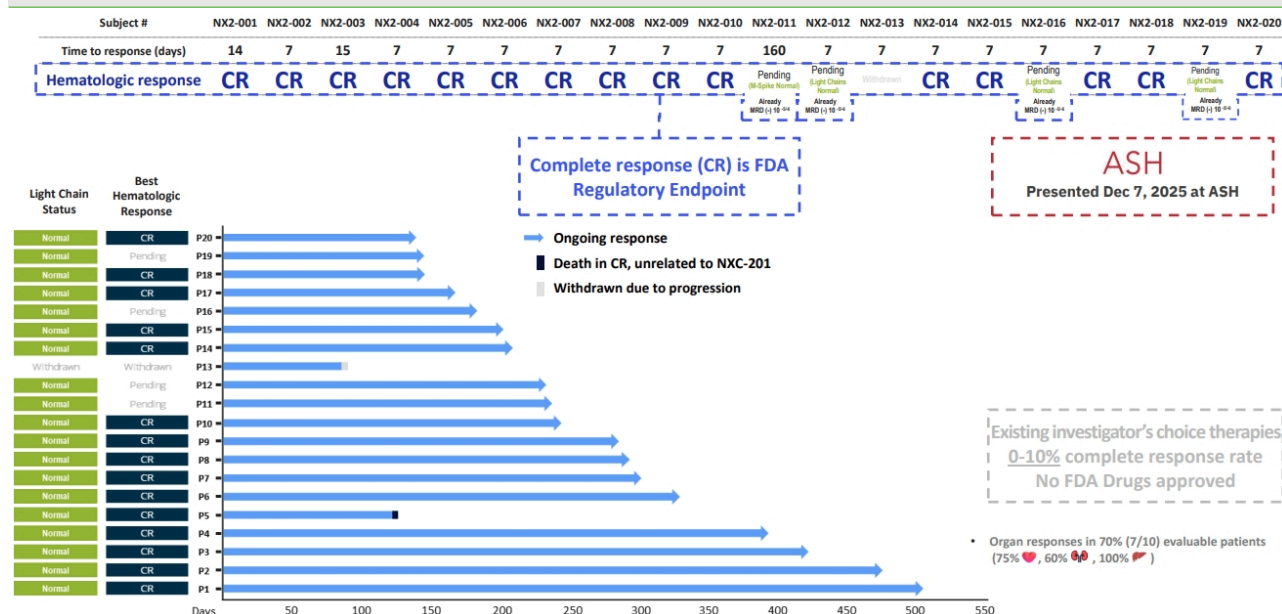 Subject # NX2-001 NX2-002 NX2-003 NX2-004 NX2-005 NX2-006 NX2-007 NX2-008 NX2-009 NX2-010 NX2-011 NX2-012 NX2-013 NX2-014 NX2-015 NX2-016 NX2-017 NX2-018 NX2-019 NX2-020
Time to response (days) 14 7 15 7 7 7 7 7 7 7 160 7 7 7 7 7 7 7 7 7
Hematologic response CR CR CR CR CR CR CR CR CR CR Pending (M-Spike Normal) Pending (Light Chains Normal) Withdrawn CR CR Pending (Light Chains Normal) CR CR Pending (Light Chains Normal) CR
Already MRD (-) 10 Already MRD (-) 10 Already MRD (-) 10 Already MRD (-) 10
Complete response (CR) is FDA
Regulatory Endpoint
ASH
Presented Dec 7, 2025 at ASH
Light Chain Status Best Hematologic Response
Ongoing response
Death in CR, unrelated to NXC-201
Withdrawn due to progression
Normal CR P20
Normal Pending P19
Normal CR P18
Normal CR P17
Normal Pending P16
Normal CR P15
Normal CR P14
Withdrawn Withdrawn P13
Normal Pending P12
Normal Pending P11
Normal CR P10
Normal CR P9
Normal CR P8
Normal CR P7
Normal CR P6
Normal CR P5
Normal CR P4
Normal CR P3
Normal CR P2
Normal CR P1
Days 50 100 150 200 250 300 350 400 450 500 550
Existing investigator's choice therapies
0-10% complete response rate
No FDA Drugs approved
• Organ responses in 70% (7/10) evaluable patients
(75% ❤️, 60% , 100% )